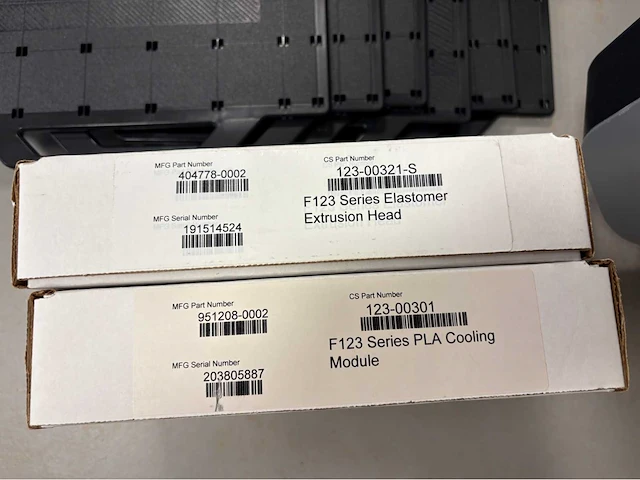 MFG Part Number
404778-0002
CS Part Number
123-00321-S
F123 Series Elastomer
Extrusion Head
MFG Serial Number
191514524
MFG Part Number
951208-0002
CS Part Number
123-00301
F123 Series PLA Cooling
Module
MFG Serial Number
203805887